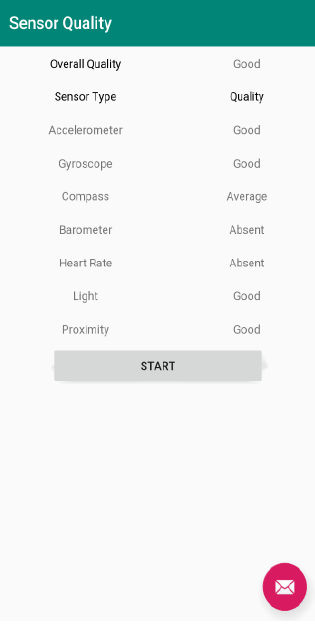 Sensor Quality
Overall Quality Good
Sensor Type Quality
Accelerometer Good
Gyroscope Good
Compass Average
Barometer Absent
Heart Rate Absent
Light Good
Proximity Good
START